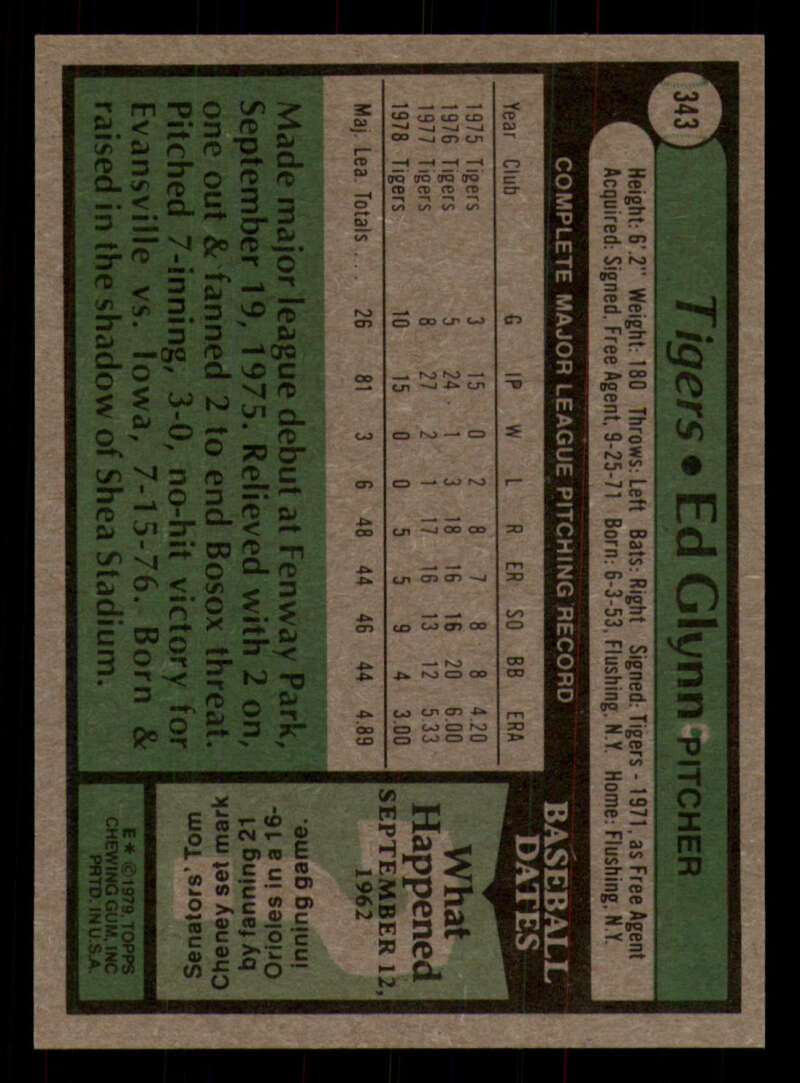 343
Tigers • Ed Glynn PITCHER
Height: 6' 2" Weight: 180 Throws: Left Bats: Right Signed: Tigers - 1971, as Free Agent
Acquired: Signed, Free Agent, 9-25-71 Born: 6-3-53, Flushing, N.Y. Home: Flushing, N.Y.
COMPLETE MAJOR LEAGUE PITCHING RECORD
Year Club G IP W L R ER SO BB ERA
1975 Tigers 3 15 0 2 8 7 8 8 4.20
1976 Tigers 5 24 1 3 18 16 16 20 6.00
1977 Tigers 8 27 2 1 17 16 13 12 5.33
1978 Tigers 10 15 0 0 5 5 9 4 3.00
Maj. Lea. Totals .... 26 81 3 6 48 44 46 44 4.89
Made major league debut at Fenway Park,
September 19, 1975. Relieved with 2 on,
one out & fanned 2 to end Bosox threat.
Pitched 7-inning, 3-0, no-hit victory for
Evansville vs. Iowa, 7-15-76. Born &
raised in the shadow of Shea Stadium.
BASEBALL
DATES
What
Happened
SEPTEMBER 12,
1962
Senators' Tom
Cheney set mark
by fanning 21
Orioles in a 16-
inning game.
E* © 1979, TOPPS
CHEWING GUM, INC
PRTD. IN U.S.A.